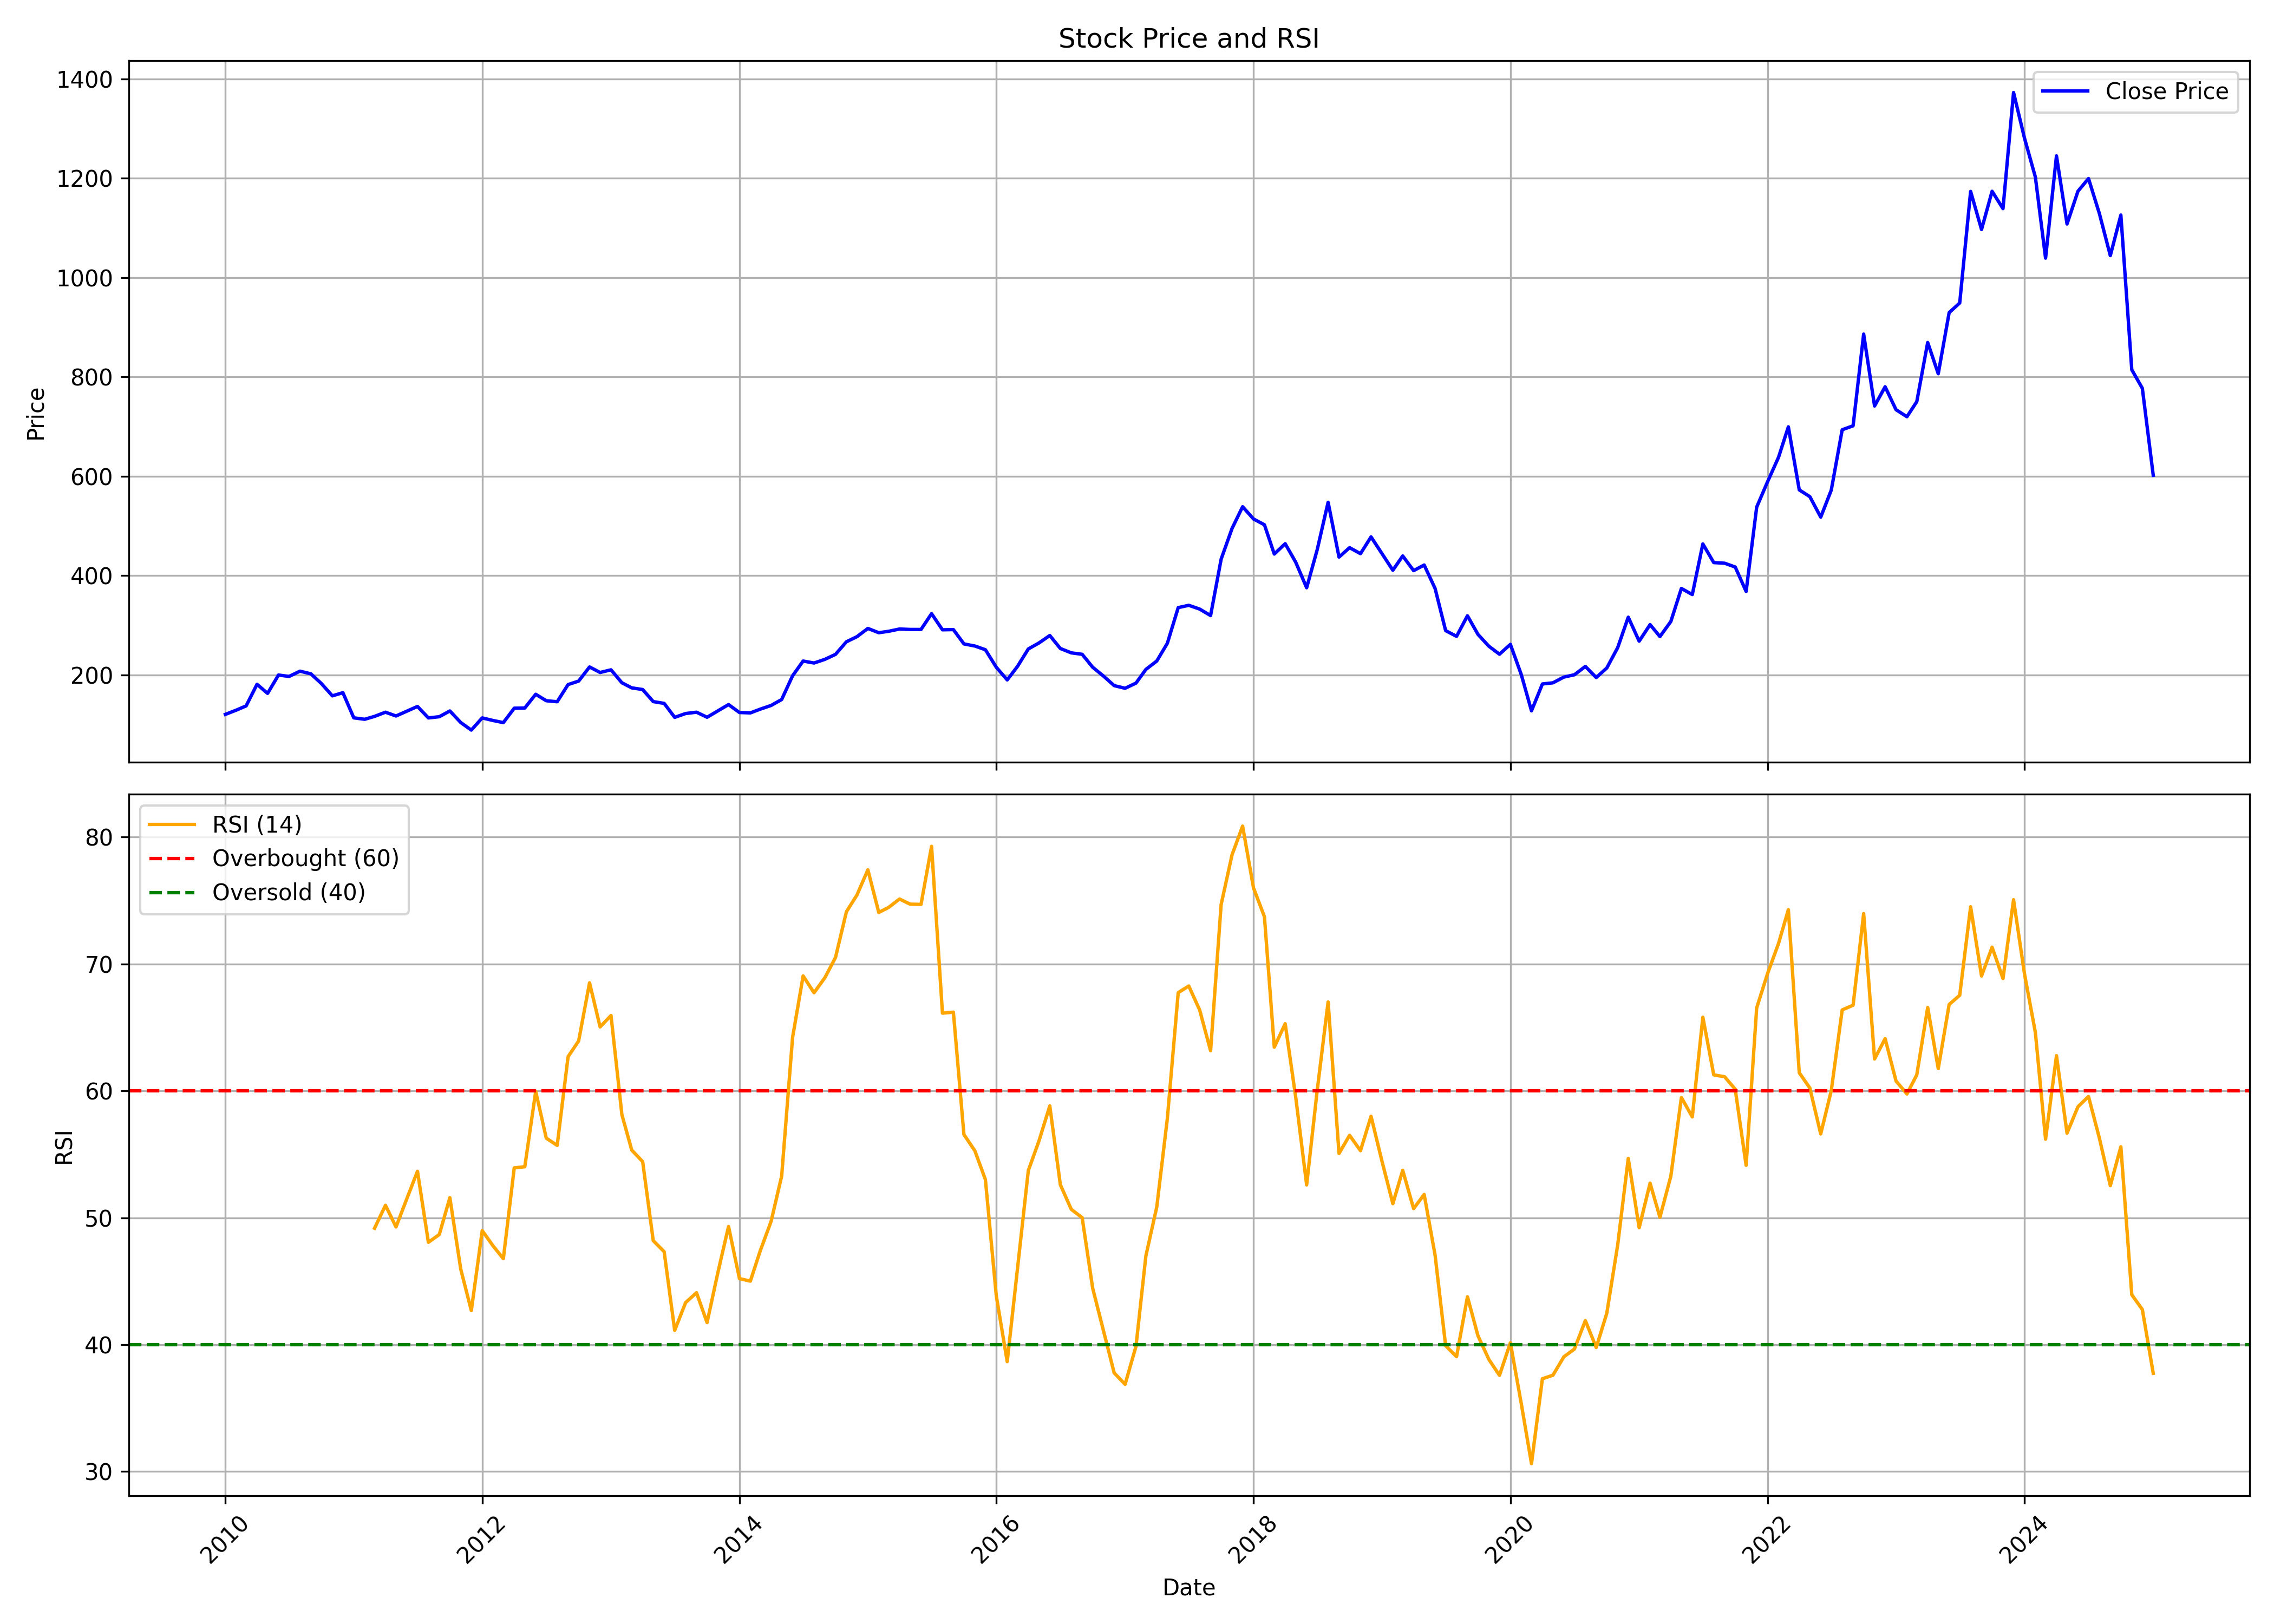 Stock Price and RSI
1400
1200
1000
800
600
400
200
Price
Close Price
80
70
60
50
40
30
RSI
RSI (14)
Overbought (60)
Oversold (40)
2010
2012
2014
2016
2018
2020
2022
2024
Date